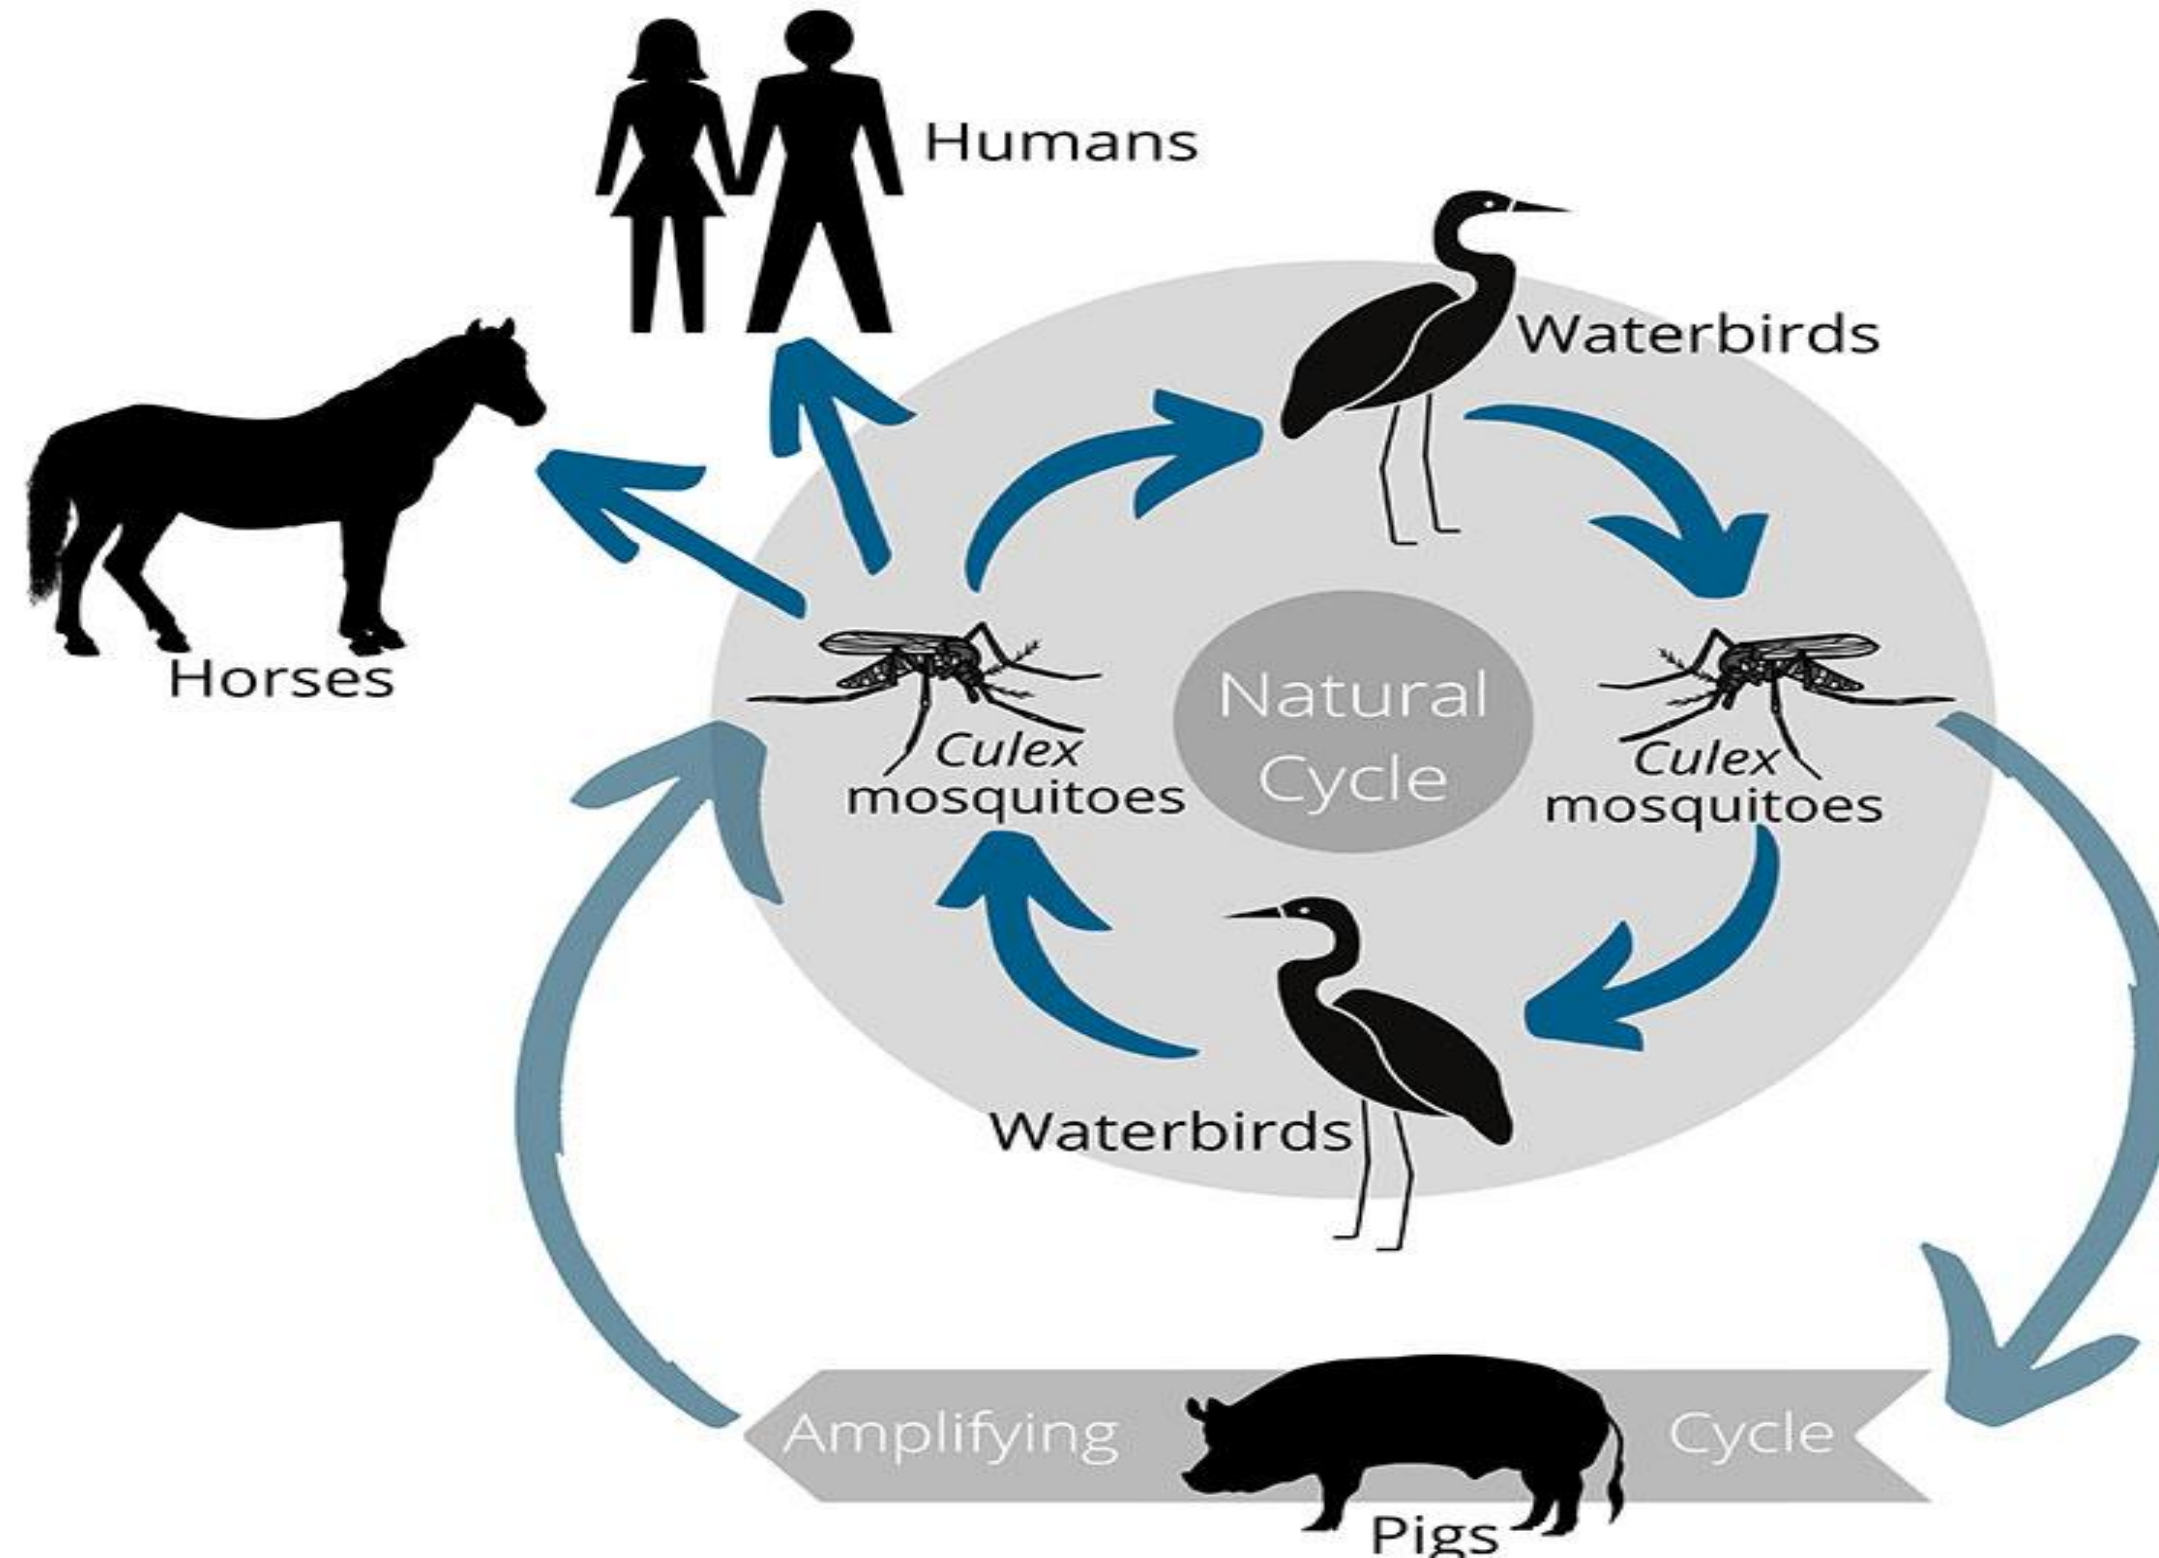 Humans
Waterbirds
Horses
Natural
Cycle
Culex
mosquitoes
Culex
mosquitoes
Waterbirds
Amplifying
Cycle
Pigs